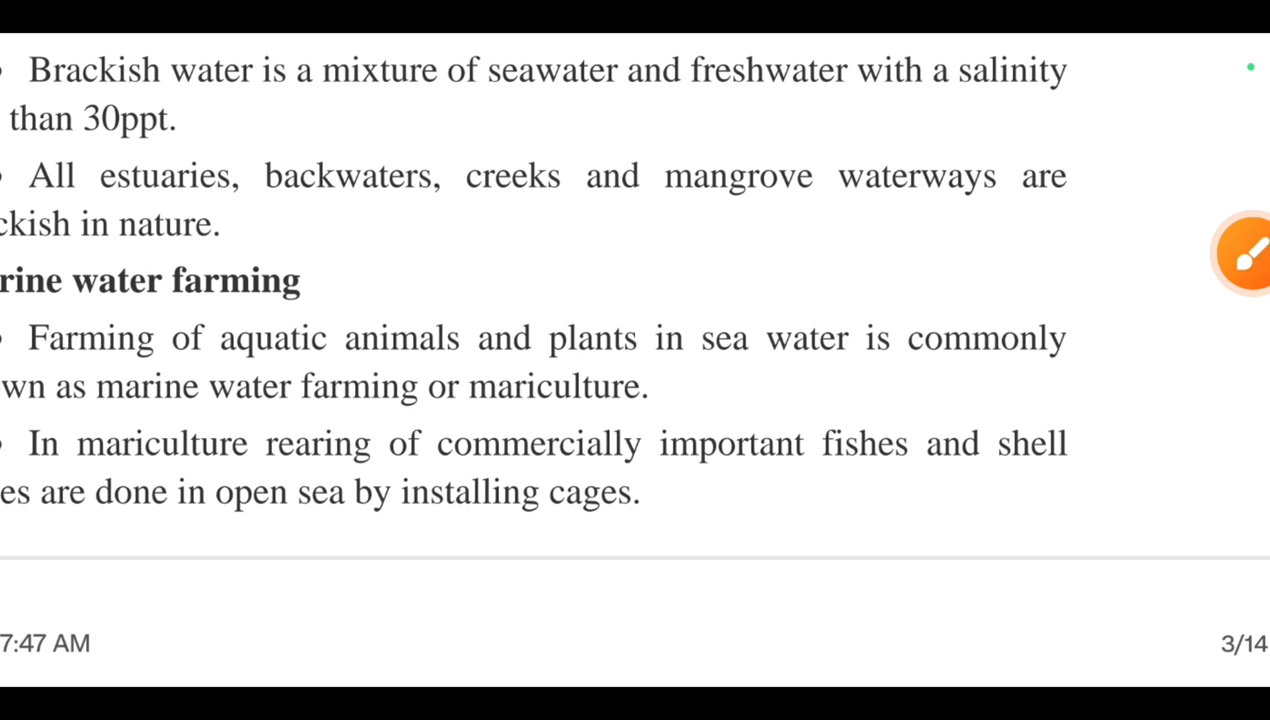 Brackish water is a mixture of seawater and freshwater with a salinity
than 30ppt.
All estuaries, backwaters, creeks and mangrove waterways are
ckish in nature.
rine water farming
Farming of aquatic animals and plants in sea water is commonly
wn as marine water farming or mariculture.
In mariculture rearing of commercially important fishes and shell
es are done in open sea by installing cages.
7:47 AM
3/14